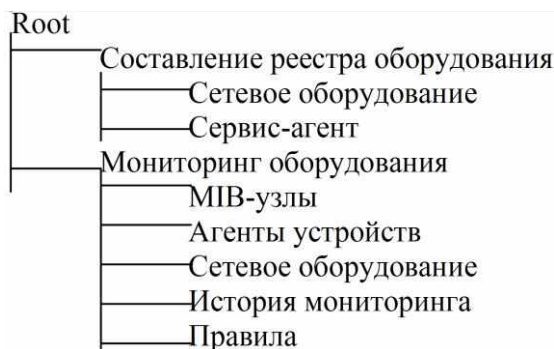 Root
Составление реестра оборудования
Сетевое оборудование
Сервис-агент
Мониторинг оборудования
MIB-узлы
Агенты устройств
Сетевое оборудование
История мониторинга
Правила